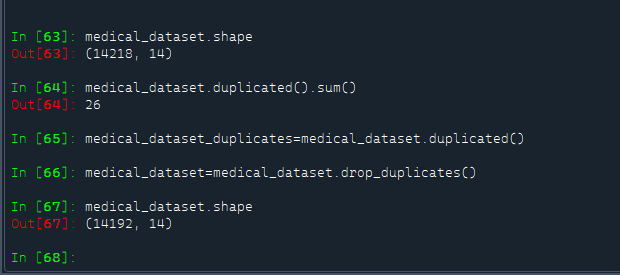 In [63]: medical_dataset.shape
Out[63]: (14218, 14)
In [64]: medical_dataset.duplicated().sum()
Out[64]: 26
In [65]: medical_dataset_duplicates=medical_dataset.duplicated()
In [66]: medical_dataset=medical_dataset.drop_duplicates()
In [67]: medical_dataset.shape
Out[67]: (14192, 14)
In [68]: